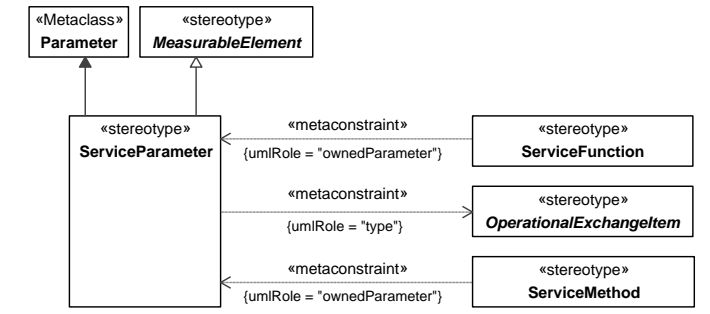 «Metaclass»
Parameter
«stereotype»
MeasurableElement
«stereotype»
ServiceParameter
«metaconstraint»
{umlRole = "ownedParameter"}
«stereotype»
ServiceFunction
«metaconstraint»
{umlRole = "type"}
«stereotype»
OperationalExchangeItem
«metaconstraint»
{umlRole = "ownedParameter"}
«stereotype»
ServiceMethod